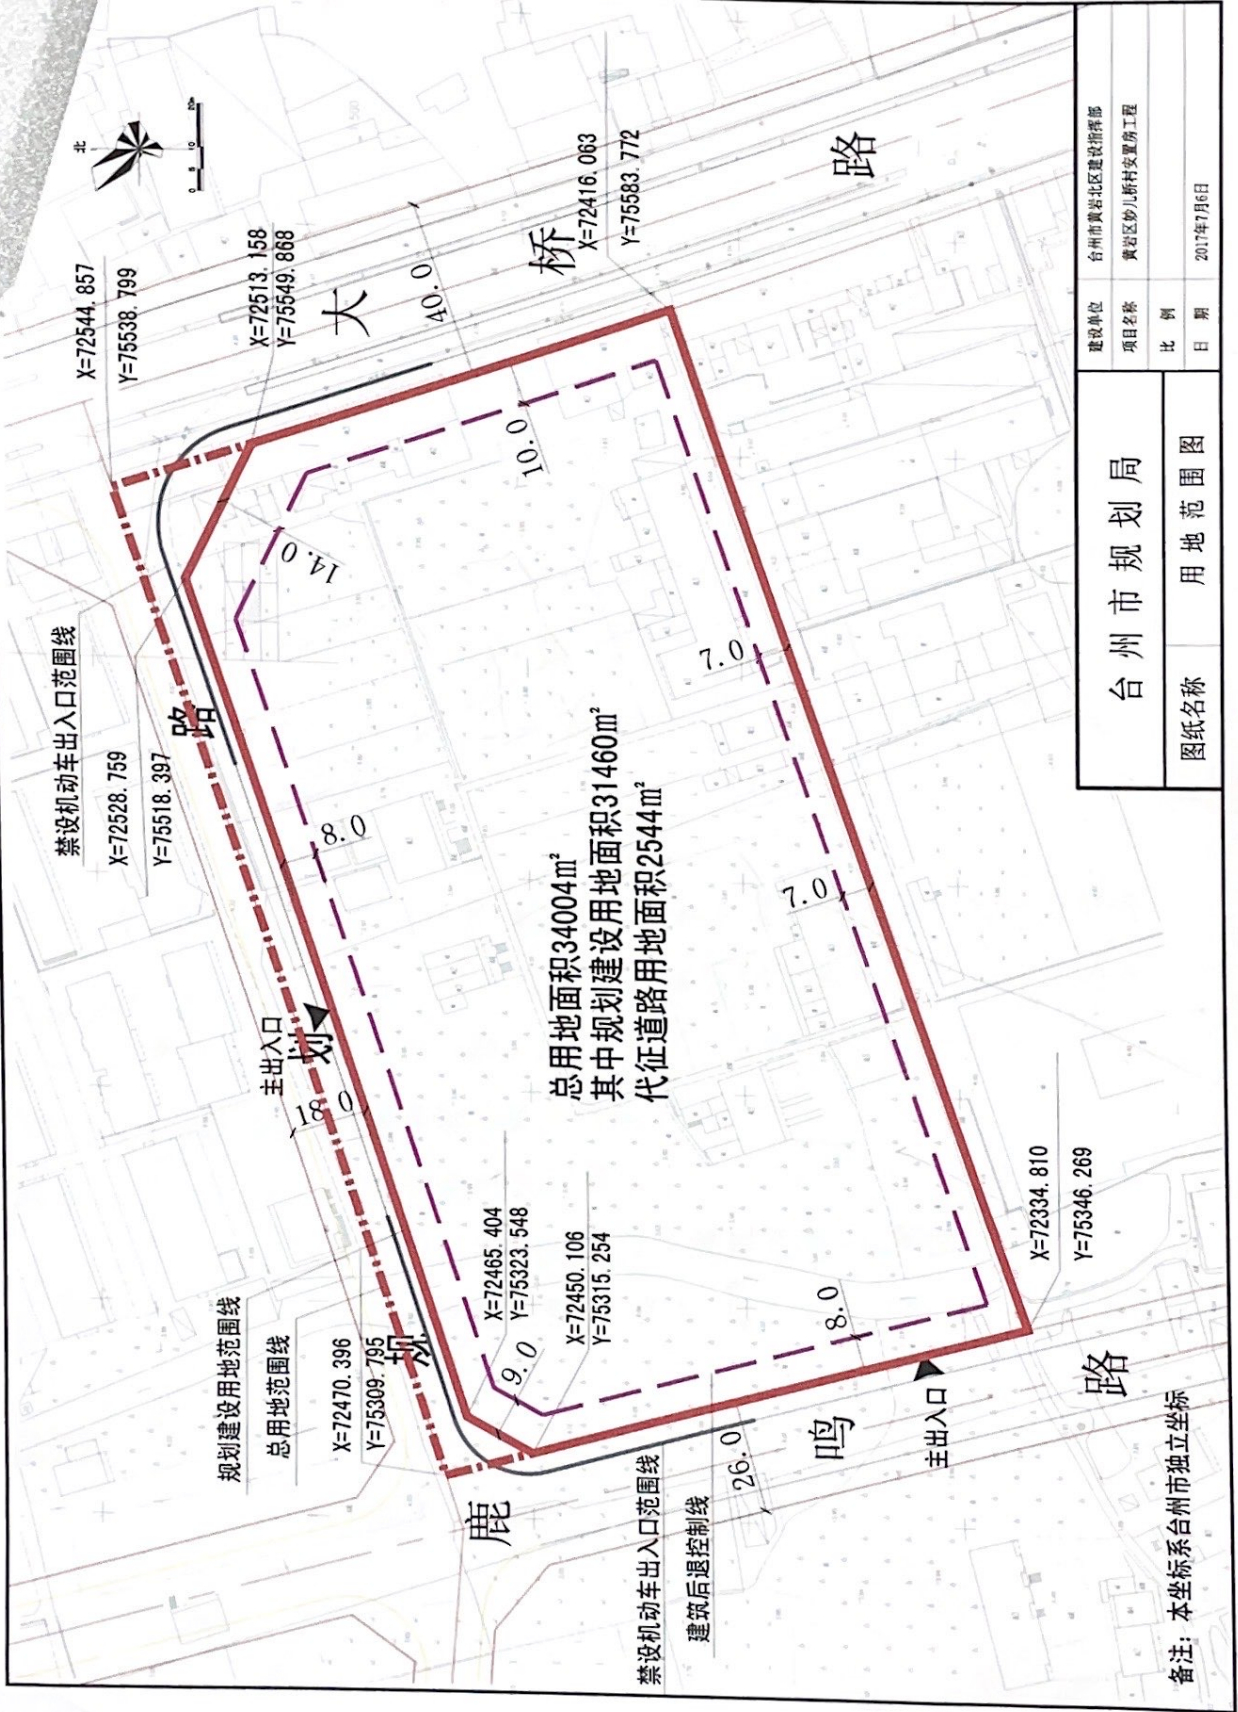 北
0 5 10 20m
X=72544.857
Y=75538.799
X=72513.158
Y=75549.868
X=72416.063
Y=75583.772
大
桥
路
40.0
10.0
14.0
禁设机动车出入口范围线
X=72528.759
Y=75518.397
路
8.0
7.0
7.0
主出入口
划
18.0
总用地面积34004㎡
其中规划建设用地面积31460㎡
代征道路用地面积2544㎡
规划建设用地范围线
总用地范围线
X=72470.396
Y=75309.795
规
X=72465.404
Y=75323.548
X=72450.106
Y=75315.254
9.0
8.0
X=72334.810
Y=75346.269
鹿
鸣
路
主出入口
26.0
禁设机动车出入口范围线
建筑后退控制线
备注：本坐标系台州市独立坐标
台州市规划局
图纸名称 用地范围图
建设单位 台州市黄岩北区建设指挥部
项目名称 黄岩区妙儿桥村安置房工程
比例
日期 2017年7月6日